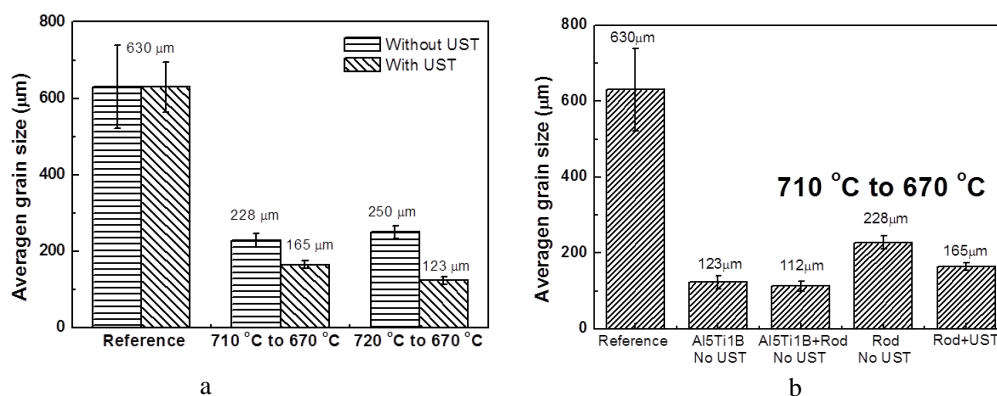 800
600
400
200
0
Averagen grain size (μm)
630 μm
Without UST
With UST
228 μm
165 μm
250 μm
123 μm
Reference
710 °C to 670 °C
720 °C to 670 °C
a
800
600
400
200
0
Averagen grain size (μm)
630μm
710 °C to 670 °C
123μm
112μm
228μm
165μm
Reference
Al5Ti1B
No UST
Al5Ti1B+Rod
No UST
Rod
No UST
Rod+UST
b